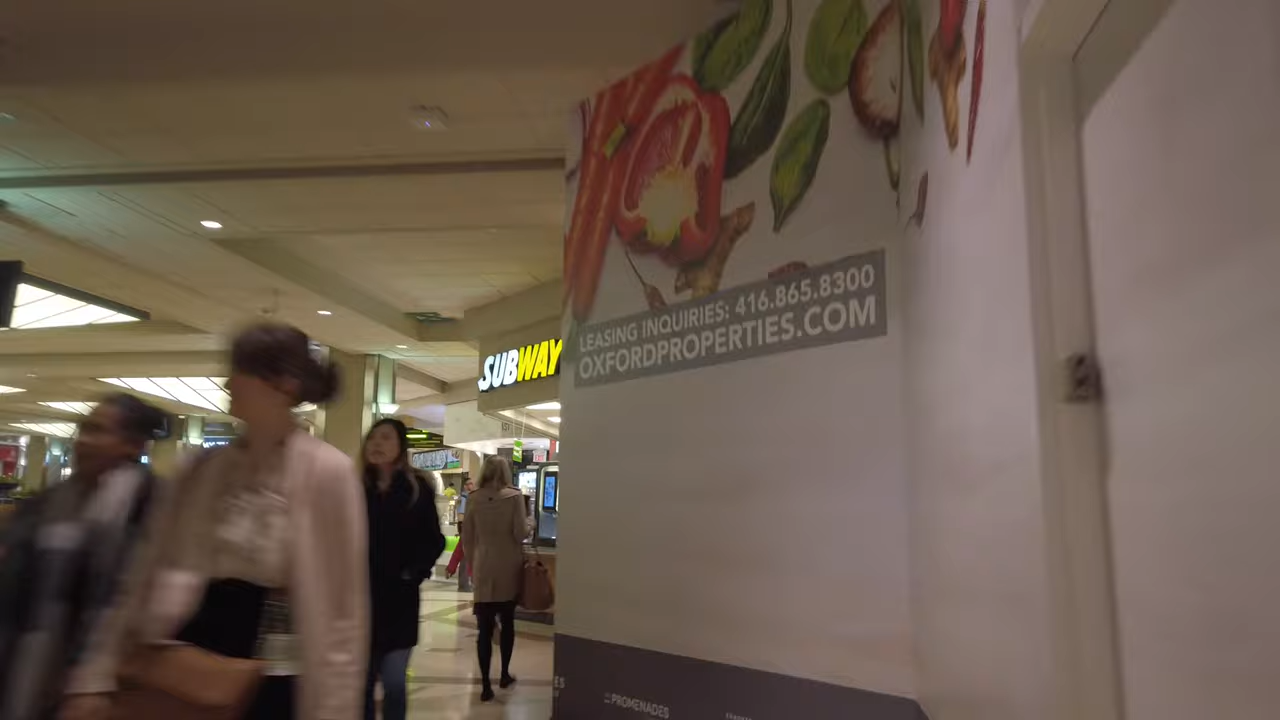 SUBWAY
LEASING INQUIRIES: 416.865.8300
OXFORDPROPERTIES.COM
PROMENADES